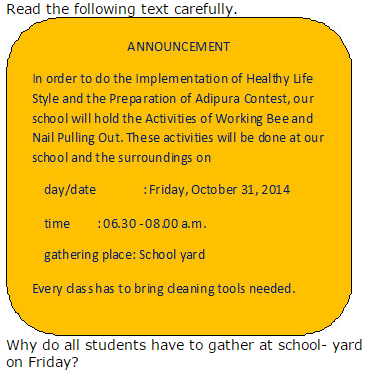 Read the following text carefully.
ANNOUNCEMENT
In order to do the Implementation of Healthy Life
Style and the Preparation of Adipura Contest, our
school will hold the Activities of Working Bee and
Nail Pulling Out. These activities will be done at our
school and the surroundings on
day/date : Friday, October 31, 2014
time : 06.30 - 08.00 a.m.
gathering place: School yard
Every class has to bring cleaning tools needed.
Why do all students have to gather at school- yard
on Friday?